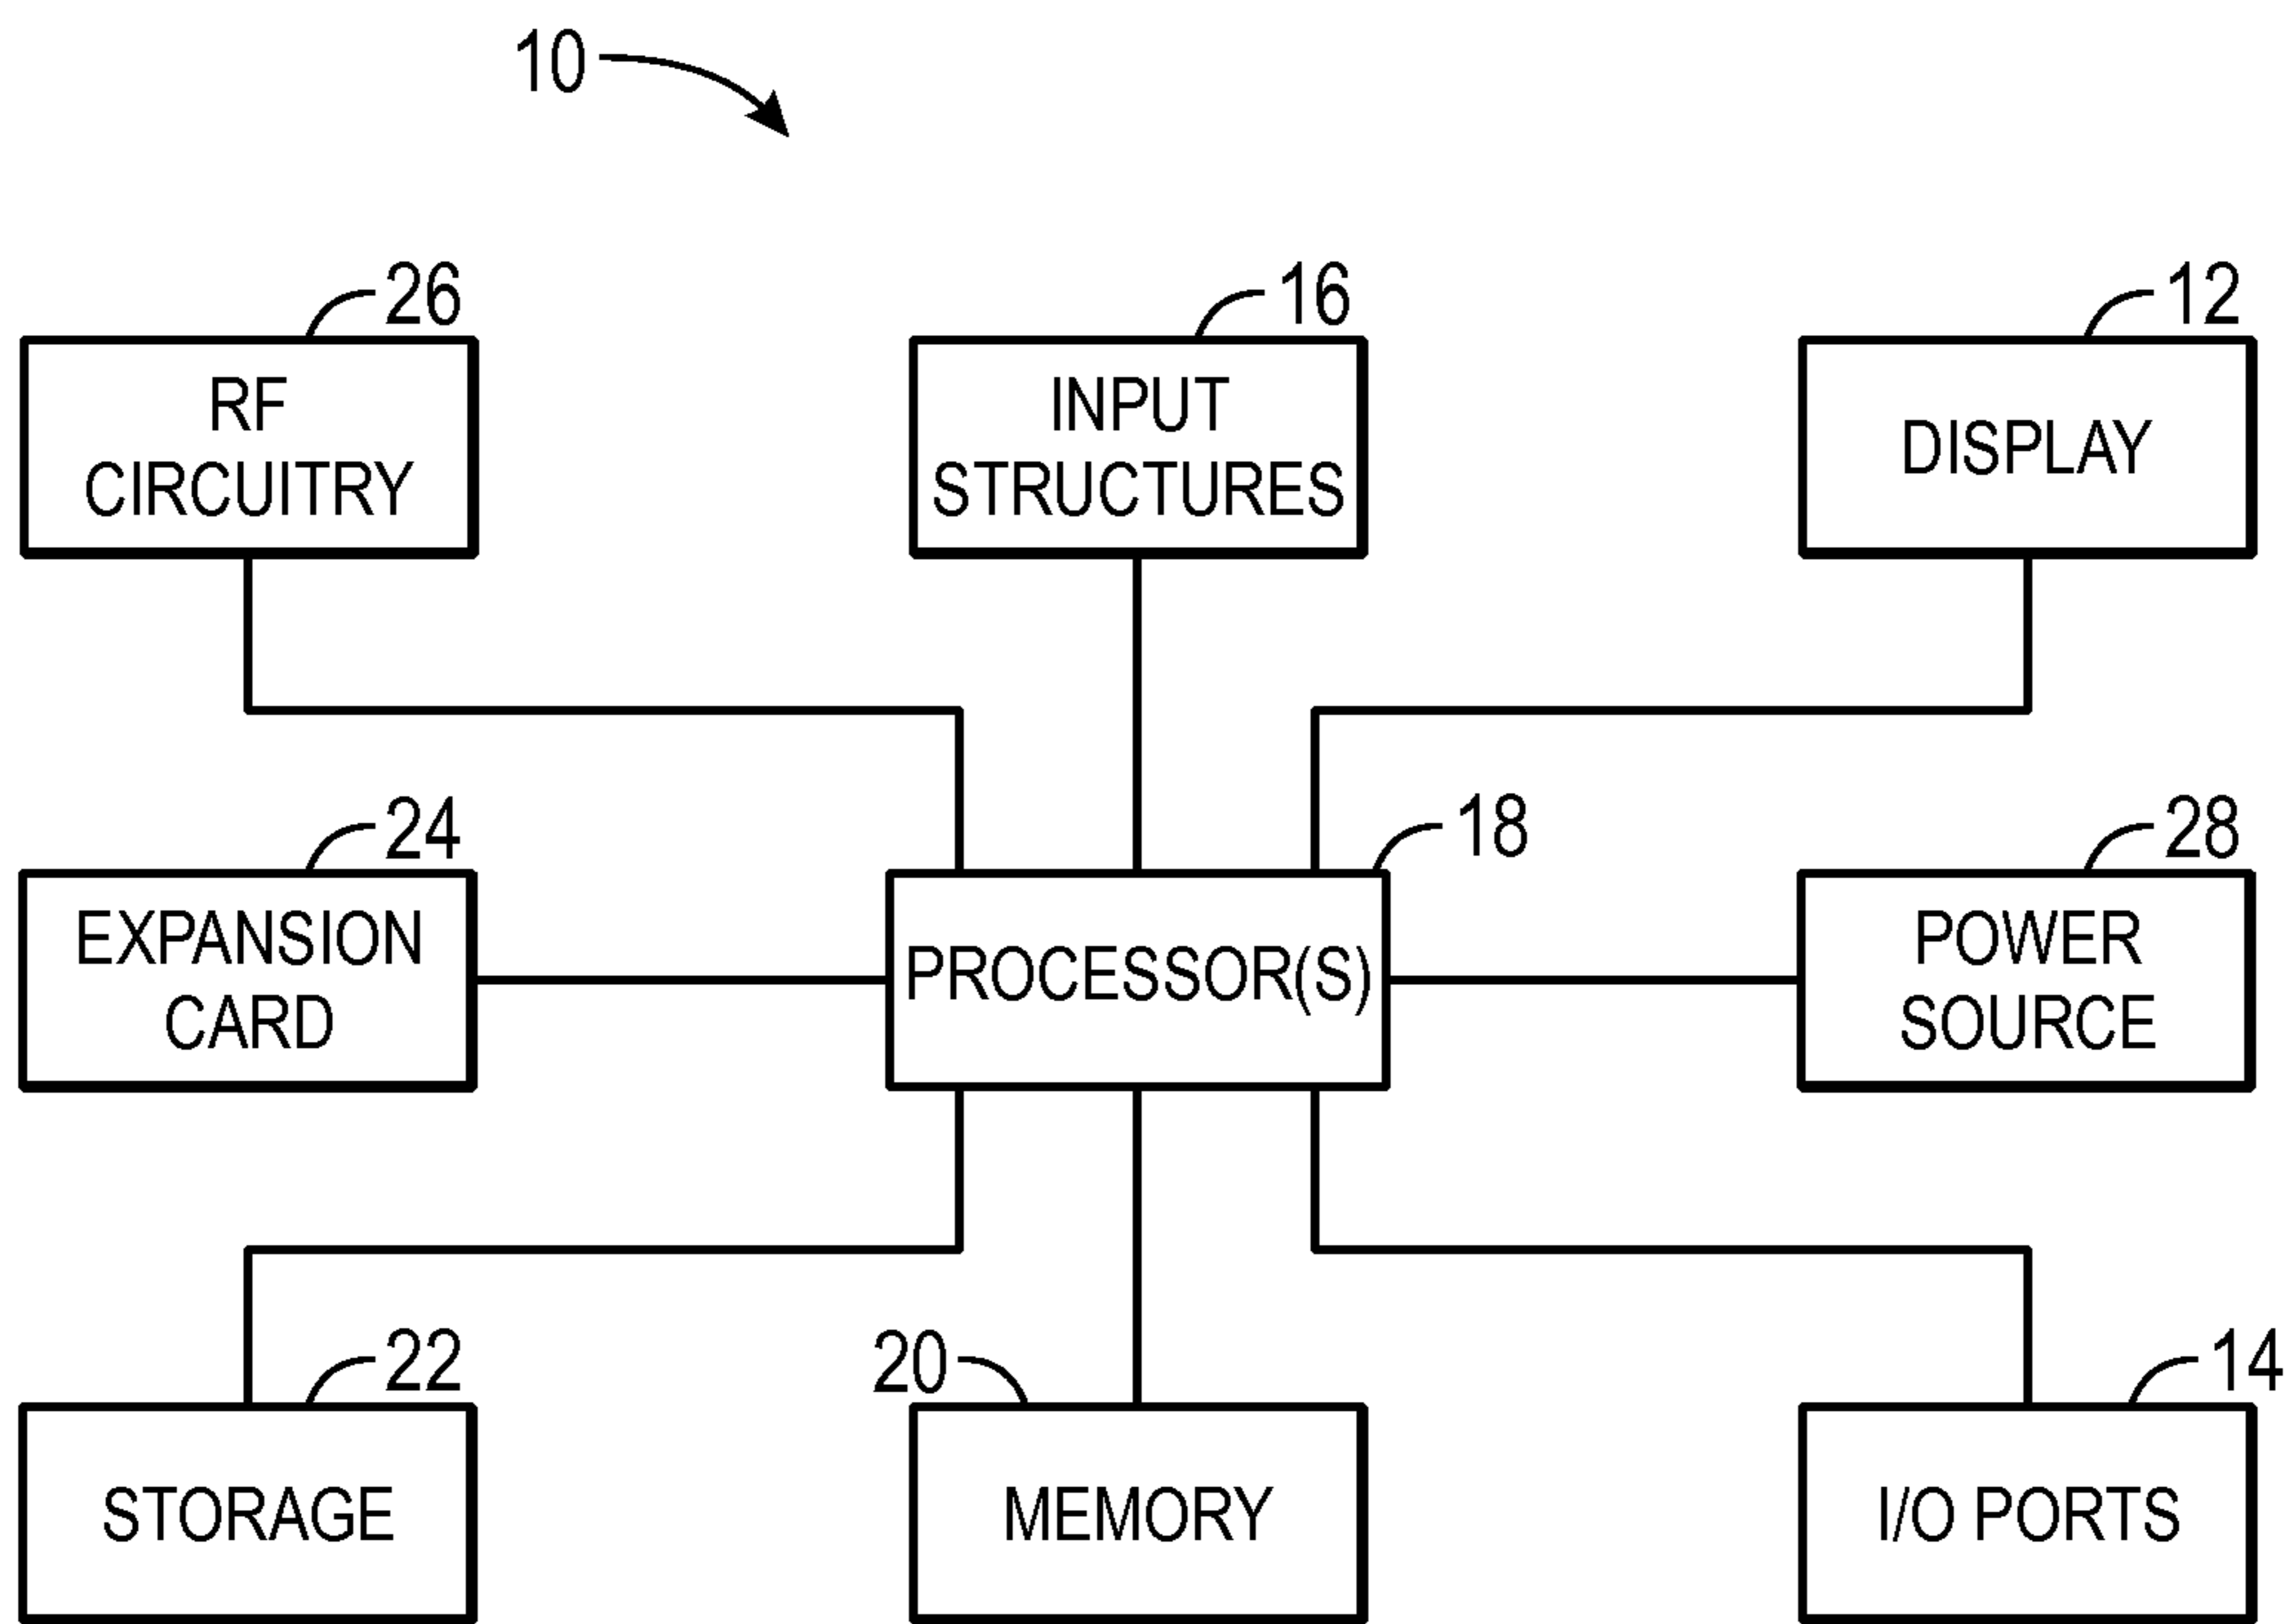 10
26
16
12
RF
CIRCUITRY
INPUT
STRUCTURES
DISPLAY
24
18
28
EXPANSION
CARD
PROCESSOR(S)
POWER
SOURCE
22
20
14
STORAGE
MEMORY
I/O PORTS